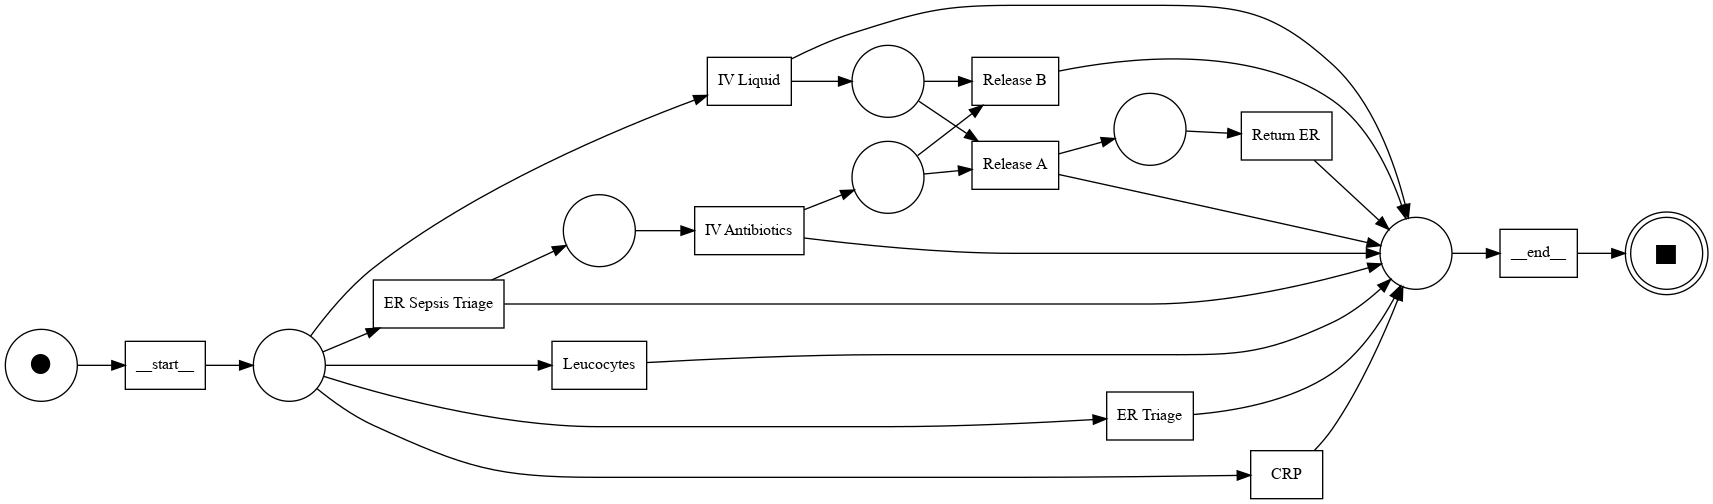 IV Liquid
Release B
Return ER
Release A
IV Antibiotics
__end__
ER Sepsis Triage
__start__
Leucocytes
ER Triage
CRP